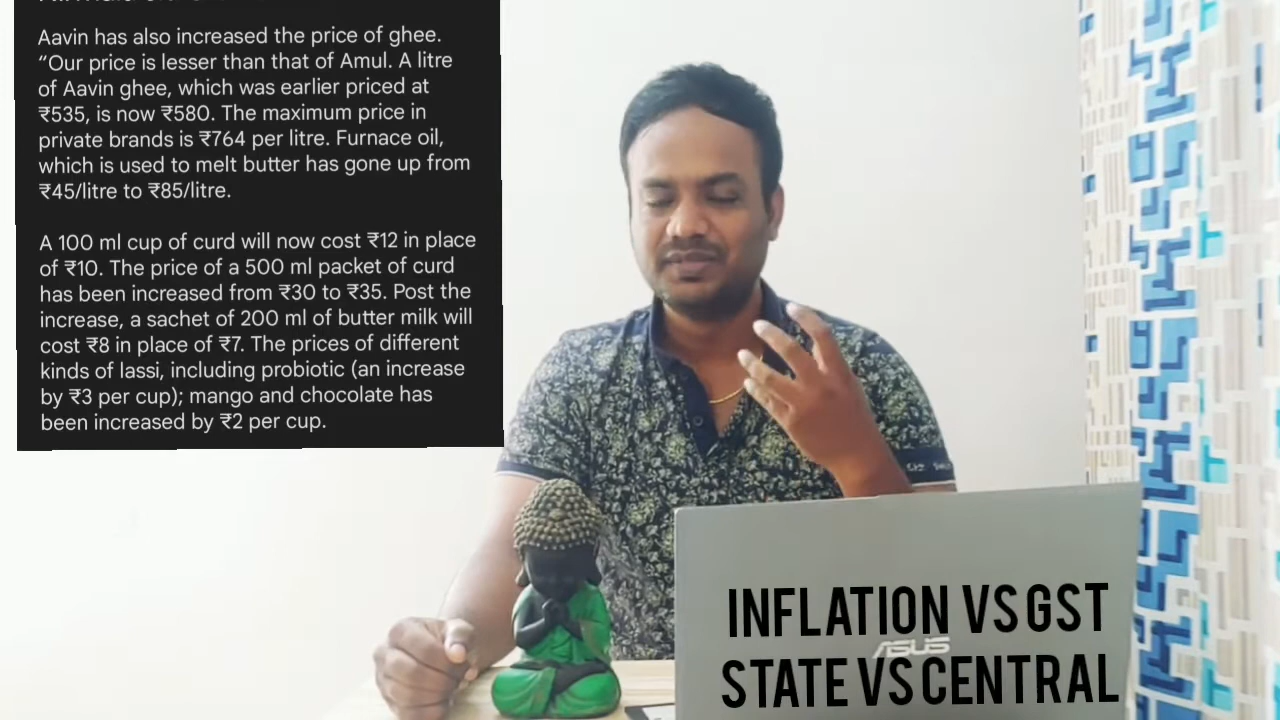 Aavin has also increased the price of ghee.
“Our price is lesser than that of Amul. A litre
of Aavin ghee, which was earlier priced at
₹535, is now ₹580. The maximum price in
private brands is ₹764 per litre. Furnace oil,
which is used to melt butter has gone up from
₹45/litre to ₹85/litre.
A 100 ml cup of curd will now cost ₹12 in place
of ₹10. The price of a 500 ml packet of curd
has been increased from ₹30 to ₹35. Post the
increase, a sachet of 200 ml of butter milk will
cost ₹8 in place of ₹7. The prices of different
kinds of lassi, including probiotic (an increase
by ₹3 per cup); mango and chocolate has
been increased by ₹2 per cup.
INFLATION VS GST
ASUS
STATE VS CENTRAL